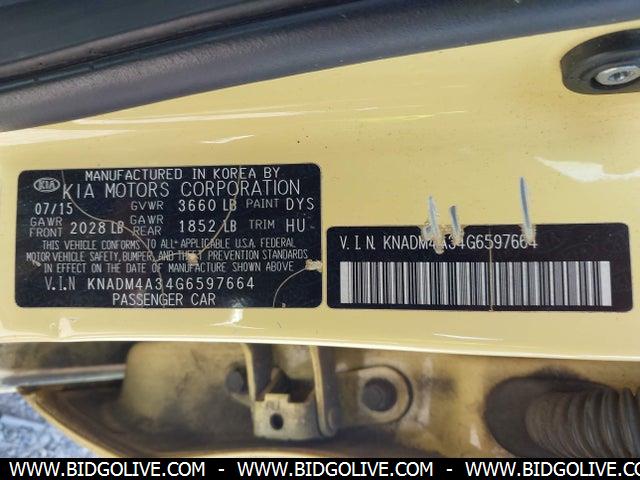 MANUFACTURED IN KOREA BY
KIA KIA MOTORS CORPORATION
07/15 GVWR 3660 LB PAINT DYS
GAWR FRONT 2028 LB GAWR REAR 1852 LB TRIM HU
THIS VEHICLE CONFORMS TO ALL APPLICABLE U.S.A. FEDERAL
MOTOR VEHICLE SAFETY, BUMPER, AND THEFT PREVENTION STANDARDS
IN EFFECT ON THE DATE OF MANUFACTURE SHOWN ABOVE
V.I.N KNADM4A34G6597664
PASSENGER CAR
V.I.N. KNADM4A34G6597664
WWW.BIDGOLIVE.COM - WWW.BIDGOLIVE.COM - WWW.BIDGOLIVE.COM